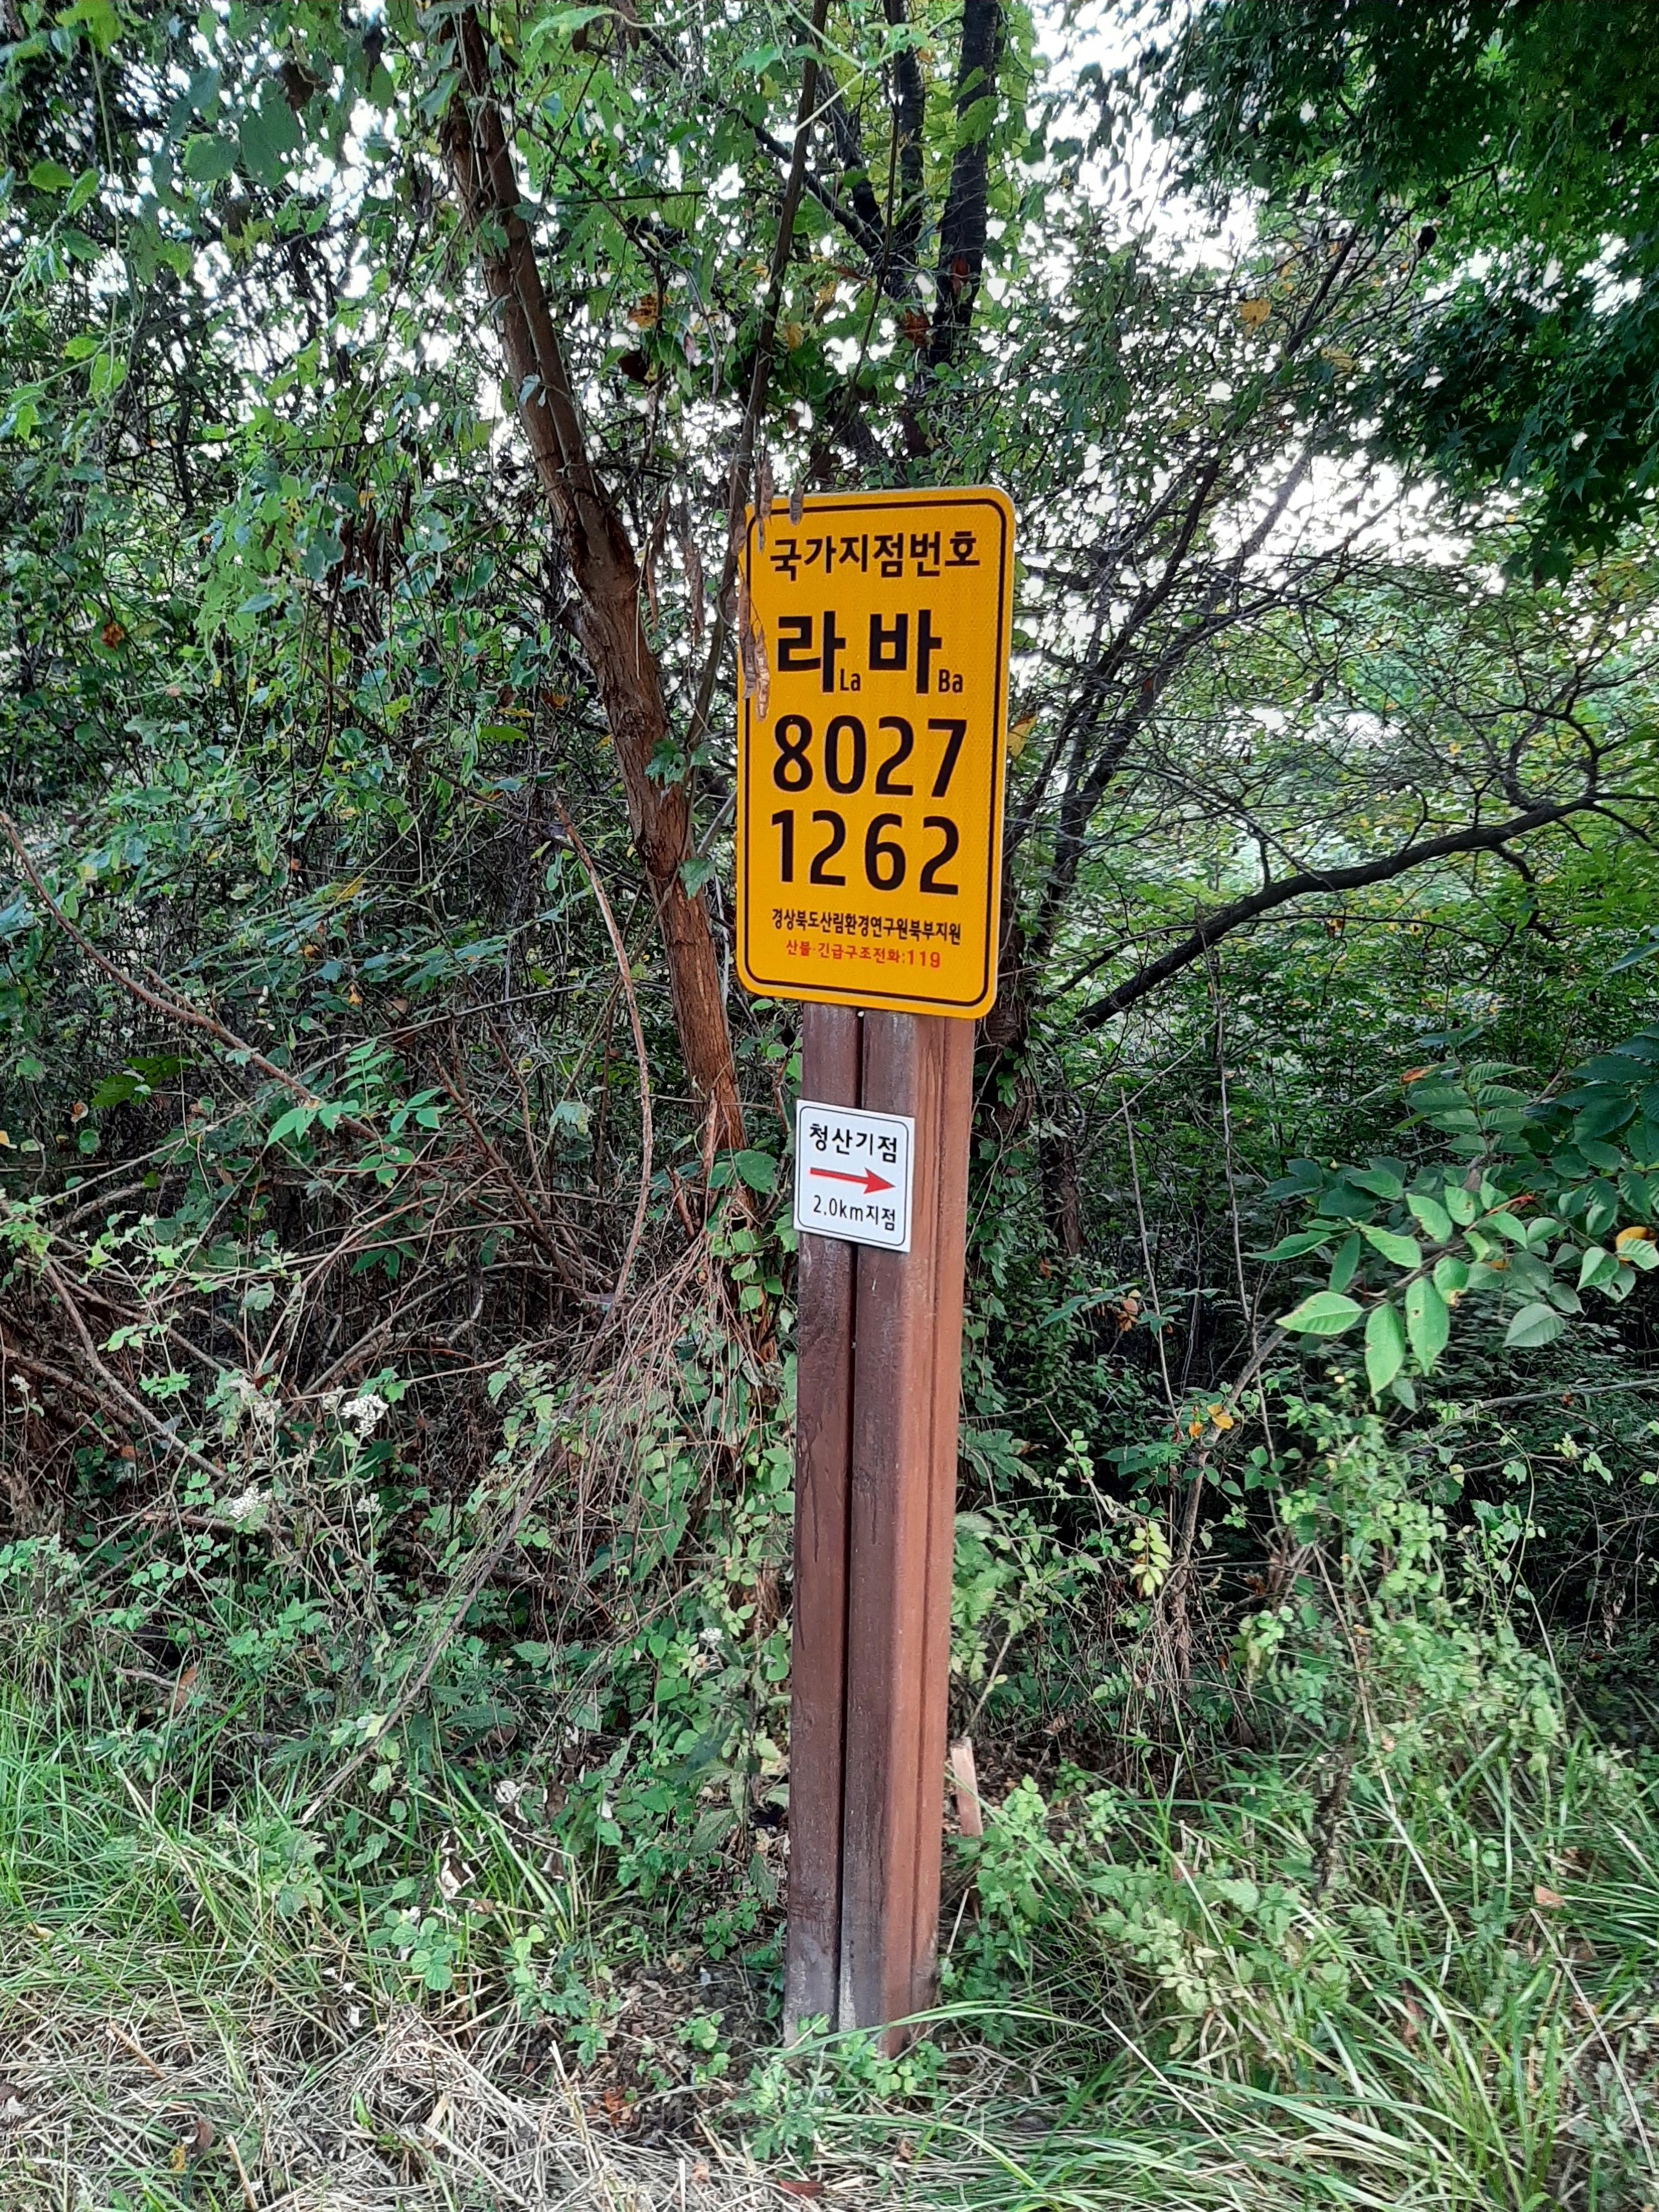 국가지점번호
라La 바Ba
8027
1262
경상북도산림환경연구원북부지원
산불·긴급구조전화:119
청산기점
2.0km지점